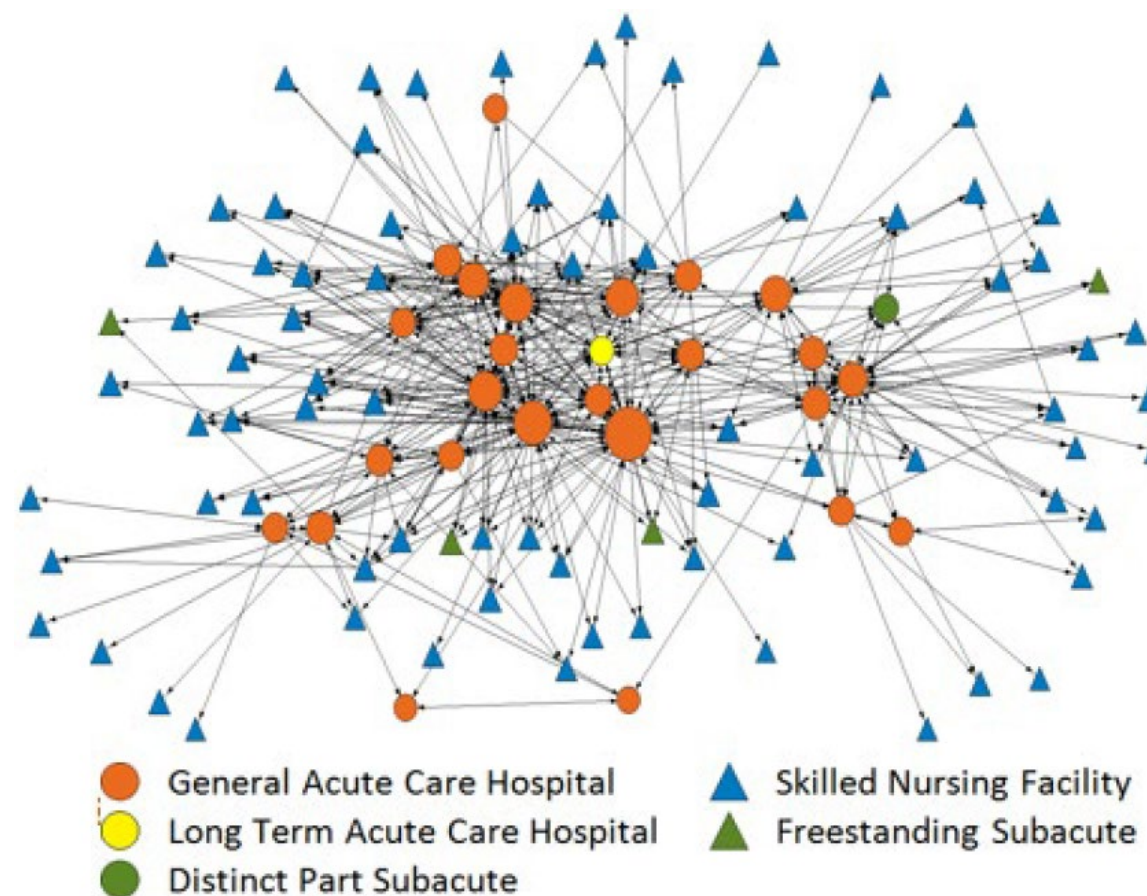 General Acute Care Hospital
Long Term Acute Care Hospital
Distinct Part Subacute
Skilled Nursing Facility
Freestanding Subacute